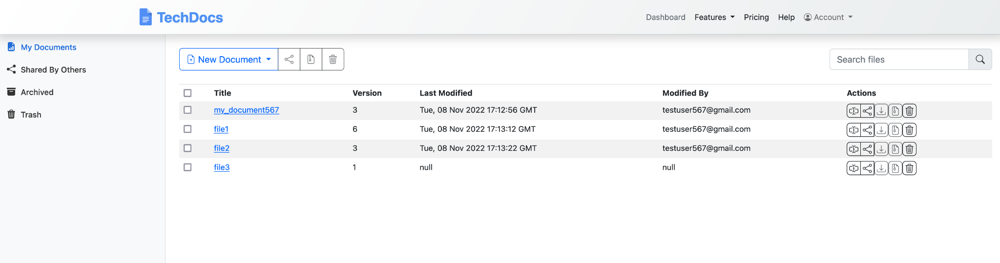 TechDocs
Dashboard Features Pricing Help Account
My Documents
Shared By Others
Archived
Trash
New Document
Search files
Title Version Last Modified Modified By Actions
my_document567 3 Tue, 08 Nov 2022 17:12:56 GMT testuser567@gmail.com
file1 6 Tue, 08 Nov 2022 17:13:12 GMT testuser567@gmail.com
file2 3 Tue, 08 Nov 2022 17:13:22 GMT testuser567@gmail.com
file3 1 null null